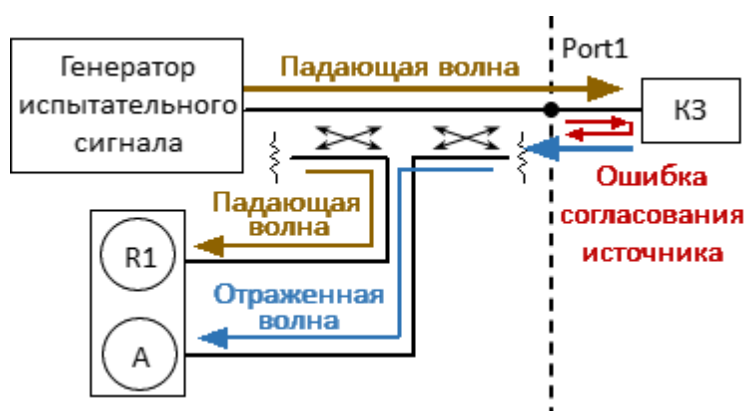 Генератор
испытательного
сигнала
Падающая волна
Port1
КЗ
Ошибка
согласования
источника
Падающая
волна
R1
Отраженная
волна
A